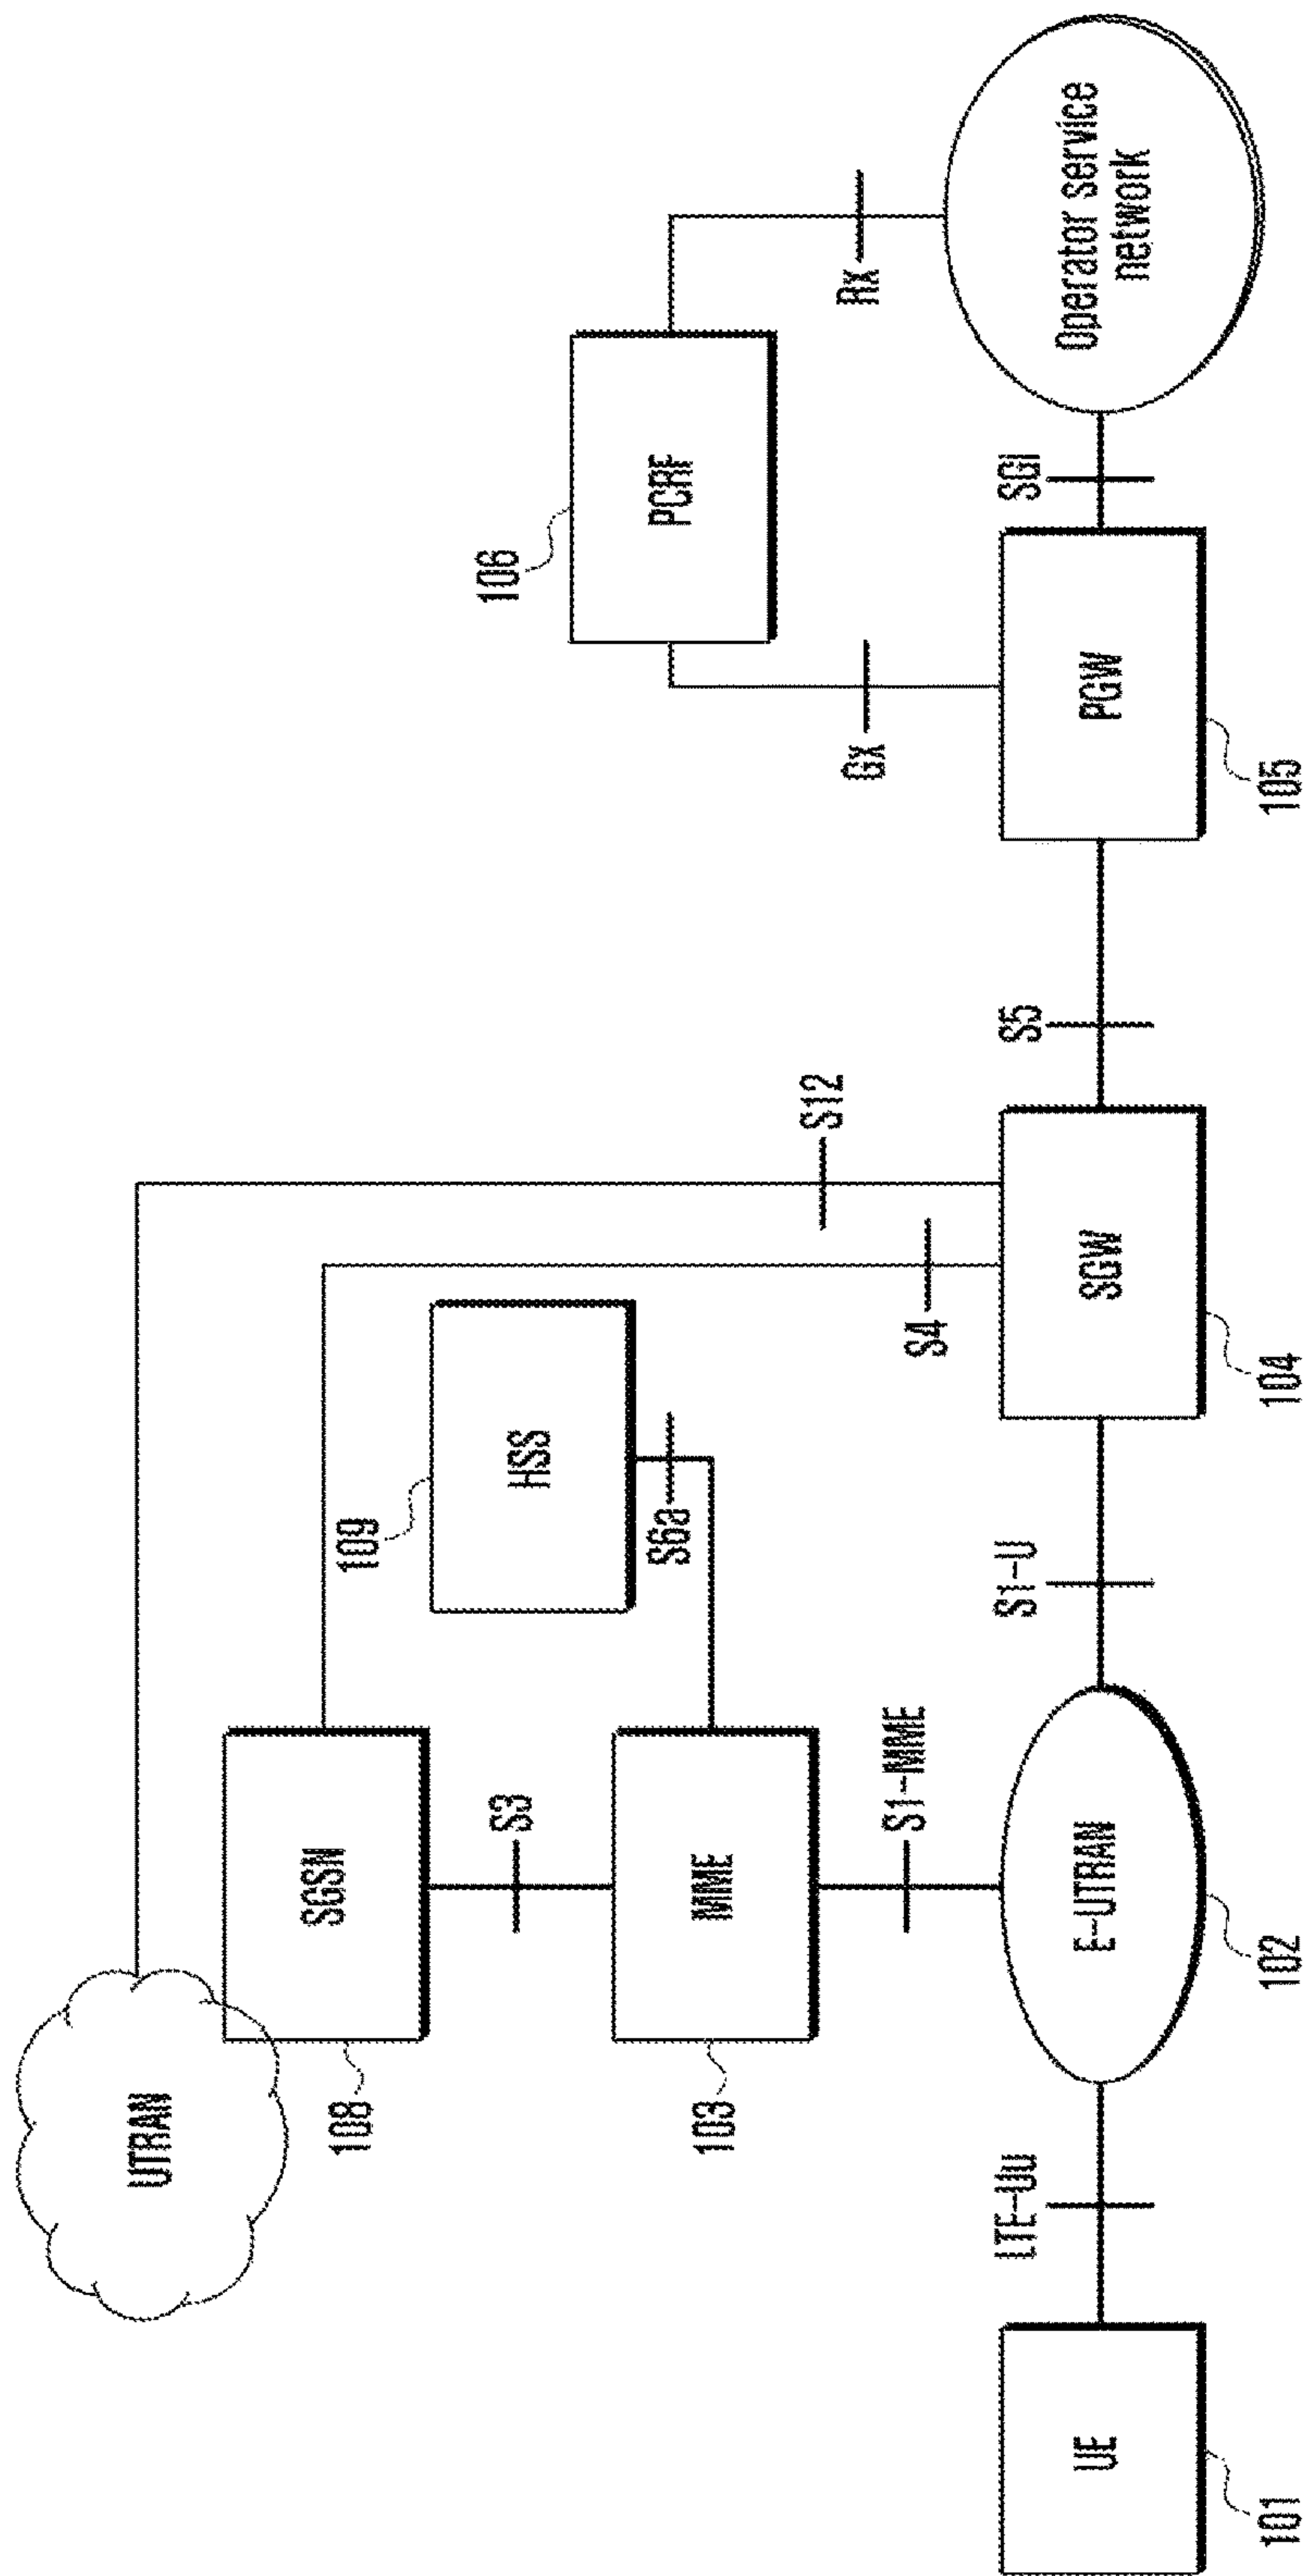 UTRAN
SGSN
108
S3
HSS
109
S6a
MME
103
S1-MME
S12
S4
PCRF
106
Gx
Rx
UE
101
LTE-Uu
E-UTRAN
102
S1-U
SGW
104
S5
PGW
105
SGI
Operator service
network